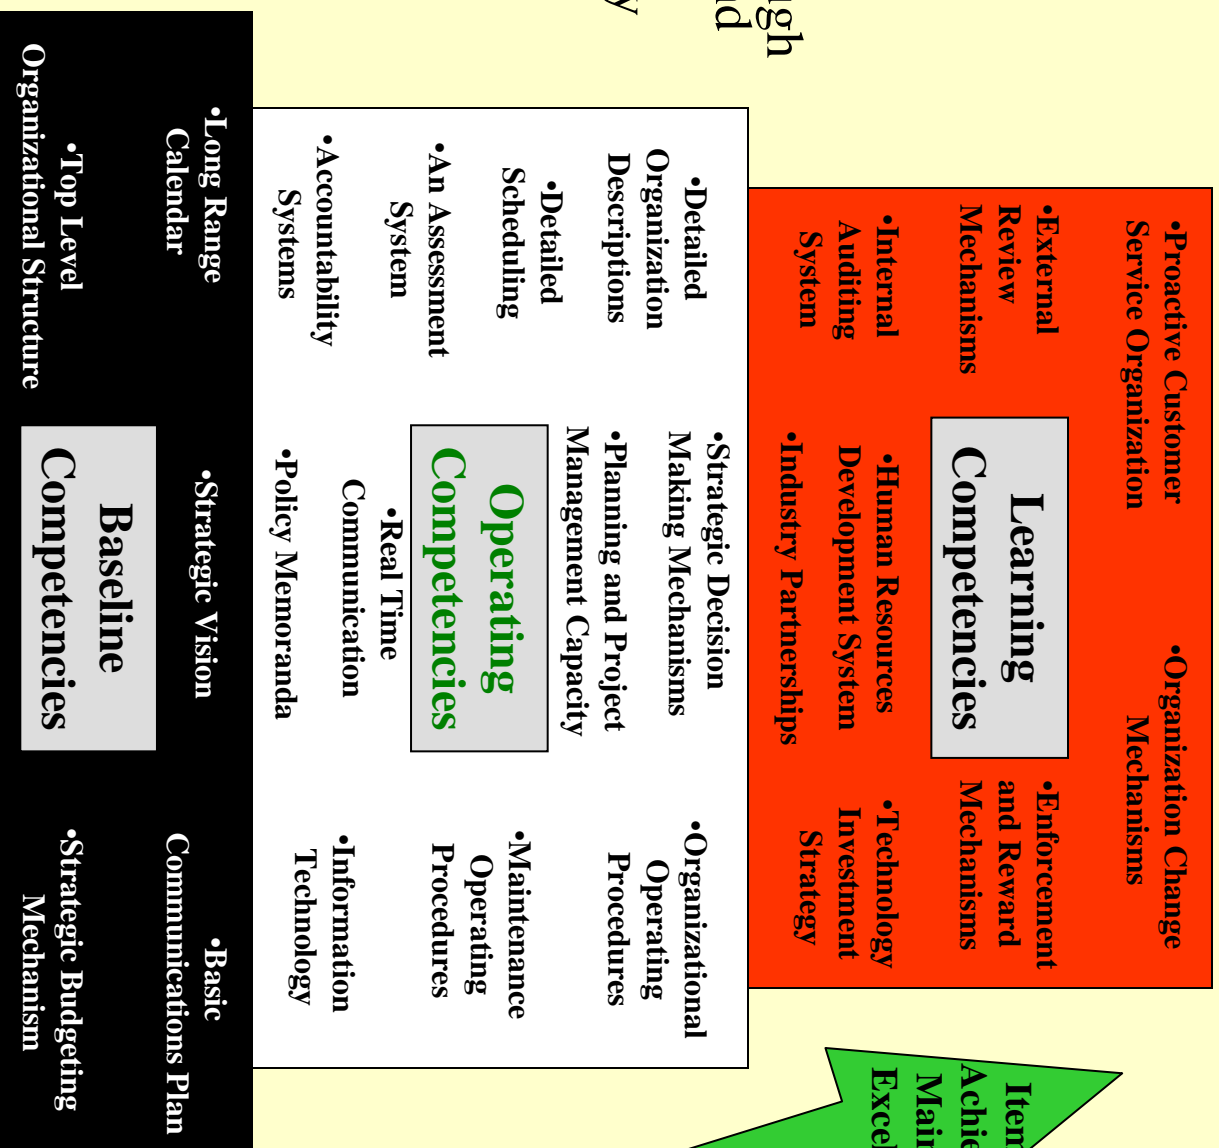 •Proactive Customer
Service Organization
•Organization Change
Mechanisms
•External
Review
Mechanisms
Learning
Competencies
•Enforcement
and Reward
Mechanisms
•Internal
Auditing
System
•Human Resources
Development System
•Industry Partnerships
•Technology
Investment
Strategy
Achie
Excel
ugh
y
•Detailed
Organization
Descriptions
•Strategic Decision
Making Mechanisms
•Organizational
Operating
Procedures
•Detailed
Scheduling
•Planning and Project
Management Capacity
•An Assessment
System
Operating
Competencies
•Maintenance
Operating
Procedures
•Accountability
Systems
•Real Time
Communication
•Policy Memoranda
•Information
Technology
•Long Range
Calendar
•Strategic Vision
•Basic
Communications Plan
•Top Level
Organizational Structure
Baseline
Competencies
•Strategic Budgeting
Mechanism